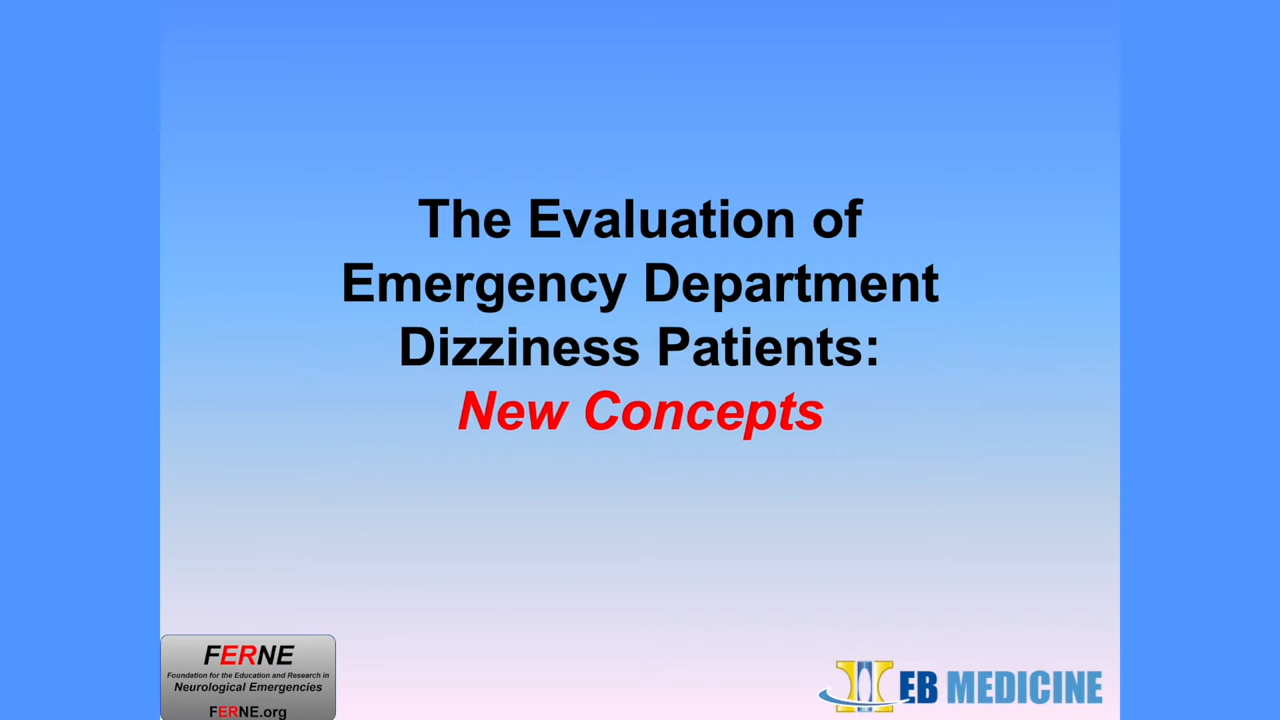 The Evaluation of
Emergency Department
Dizziness Patients:
New Concepts
FERNE
Foundation for the Education and Research in
Neurological Emergencies
FERNE.org
EB MEDICINE